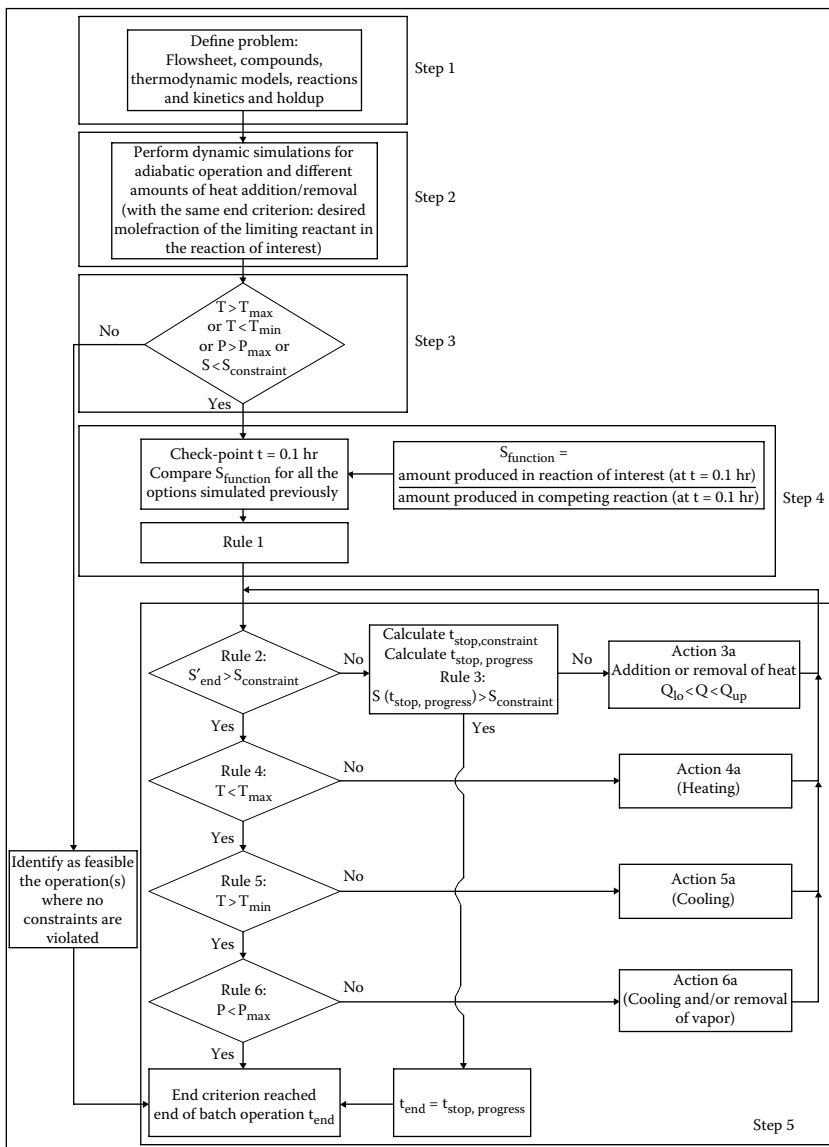 Define problem:
Flowsheet, compounds,
thermodynamic models, reactions
and kinetics and holdup
Step 1
Perform dynamic simulations for
adiabatic operation and different
amounts of heat addition/removal
(with the same end criterion: desired
molefraction of the limiting reactant in
the reaction of interest)
Step 2
T > Tmax
or T < Tmin
or P > Pmax or
S < Sconstraint
No
Yes
Step 3
Check-point t = 0.1 hr
Compare Sfunction for all the
options simulated previously
Sfunction =
amount produced in reaction of interest (at t = 0.1 hr)
amount produced in competing reaction (at t = 0.1 hr)
Step 4
Rule 1
Rule 2:
S′end > Sconstraint
No
Yes
Calculate tstop,constraint
Calculate tstop, progress
Rule 3:
S (tstop, progress) > Sconstraint
No
Yes
Action 3a
Addition or removal of heat
Qlo < Q < Qup
Rule 4:
T < Tmax
No
Yes
Action 4a
(Heating)
Identify as feasible
the operation(s)
where no
constraints are
violated
Rule 5:
T > Tmin
No
Yes
Action 5a
(Cooling)
Rule 6:
P < Pmax
No
Yes
Action 6a
(Cooling and/or removal
of vapor)
End criterion reached
end of batch operation tend
tend = tstop, progress
Step 5